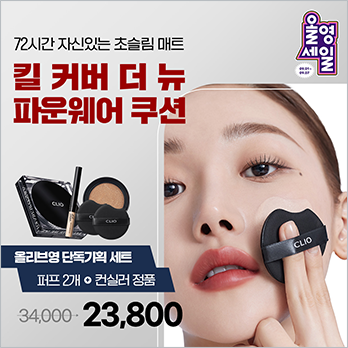 72시간 자신있는 초슬림 매트
올영
세일
킬 커버 더 뉴
파운웨어 쿠션
CLIO
CLIO
CLIO
올리브영 단독기획 세트
퍼프 2개 + 컨실러 정품
34,000-
23,800